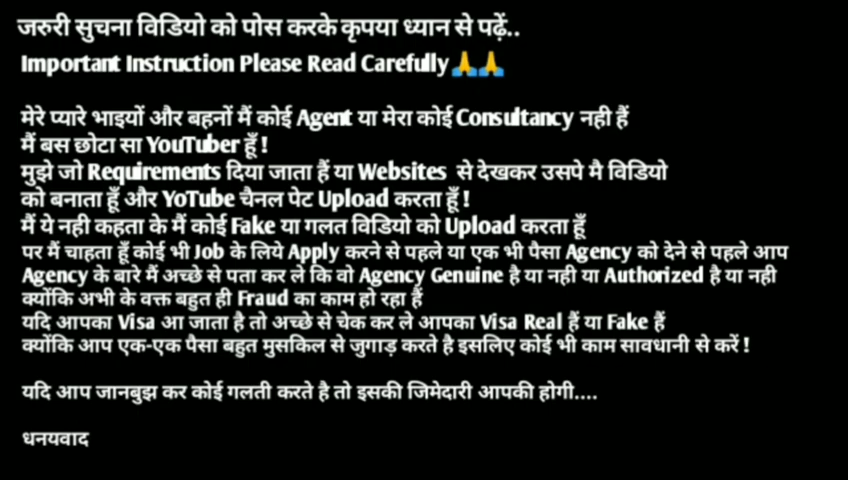 जरुरी सुचना विडियो को पोस करके कृपया ध्यान से पढ़ें..
Important Instruction Please Read Carefully🙏🙏
मेरे प्यारे भाइयों और बहनों मैं कोई Agent या मेरा कोई Consultancy नही हैं
मैं बस छोटा सा YouTuber हूँ !
मुझे जो Requirements दिया जाता हैं या Websites से देखकर उसपे मै विडियो
को बनाता हूँ और YoTube चैनल पेट Upload करता हूँ !
मैं ये नही कहता के मैं कोई Fake या गलत विडियो को Upload करता हूँ
पर मैं चाहता हूँ कोई भी Job के लिये Apply करने से पहले या एक भी पैसा Agency को देने से पहले आप
Agency के बारे मैं अच्छे से पता कर ले कि वो Agency Genuine है या नही या Authorized है या नही
क्योंकि अभी के वक्त बहुत ही Fraud का काम हो रहा हैं
यदि आपका Visa आ जाता है तो अच्छे से चेक कर ले आपका Visa Real हैं या Fake हैं
क्योंकि आप एक-एक पैसा बहुत मुसकिल से जुगाड़ करते है इसलिए कोई भी काम सावधानी से करें !
यदि आप जानबुझ कर कोई गलती करते है तो इसकी जिमेदारी आपकी होगी....
धनयवाद